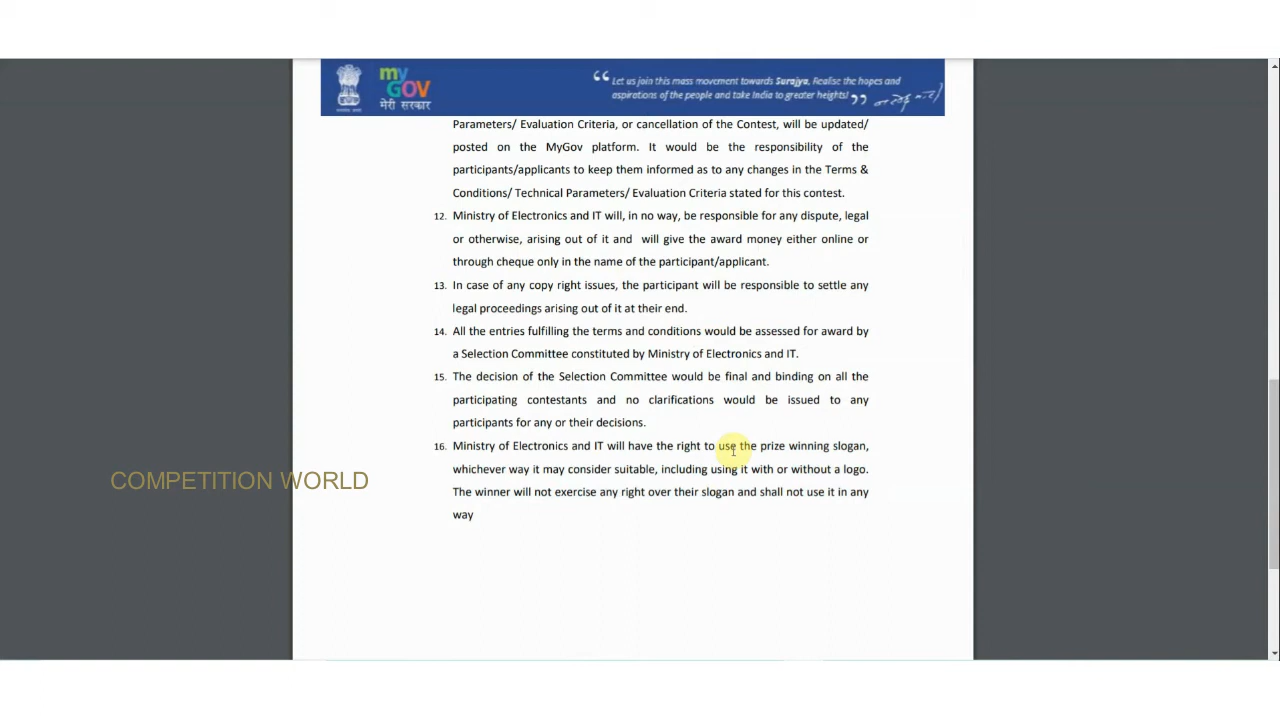 my
GOV
मेरी सरकार
“ Let us join this mass movement towards Surajya. Realise the hopes and
aspirations of the people and take India to greater heights! ”
Parameters/ Evaluation Criteria, or cancellation of the Contest, will be updated/
posted on the MyGov platform. It would be the responsibility of the
participants/applicants to keep them informed as to any changes in the Terms &
Conditions/ Technical Parameters/ Evaluation Criteria stated for this contest.
12. Ministry of Electronics and IT will, in no way, be responsible for any dispute, legal
or otherwise, arising out of it and will give the award money either online or
through cheque only in the name of the participant/applicant.
13. In case of any copy right issues, the participant will be responsible to settle any
legal proceedings arising out of it at their end.
14. All the entries fulfilling the terms and conditions would be assessed for award by
a Selection Committee constituted by Ministry of Electronics and IT.
15. The decision of the Selection Committee would be final and binding on all the
participating contestants and no clarifications would be issued to any
participants for any or their decisions.
16. Ministry of Electronics and IT will have the right to use the prize winning slogan,
whichever way it may consider suitable, including using it with or without a logo.
The winner will not exercise any right over their slogan and shall not use it in any
way
COMPETITION WORLD